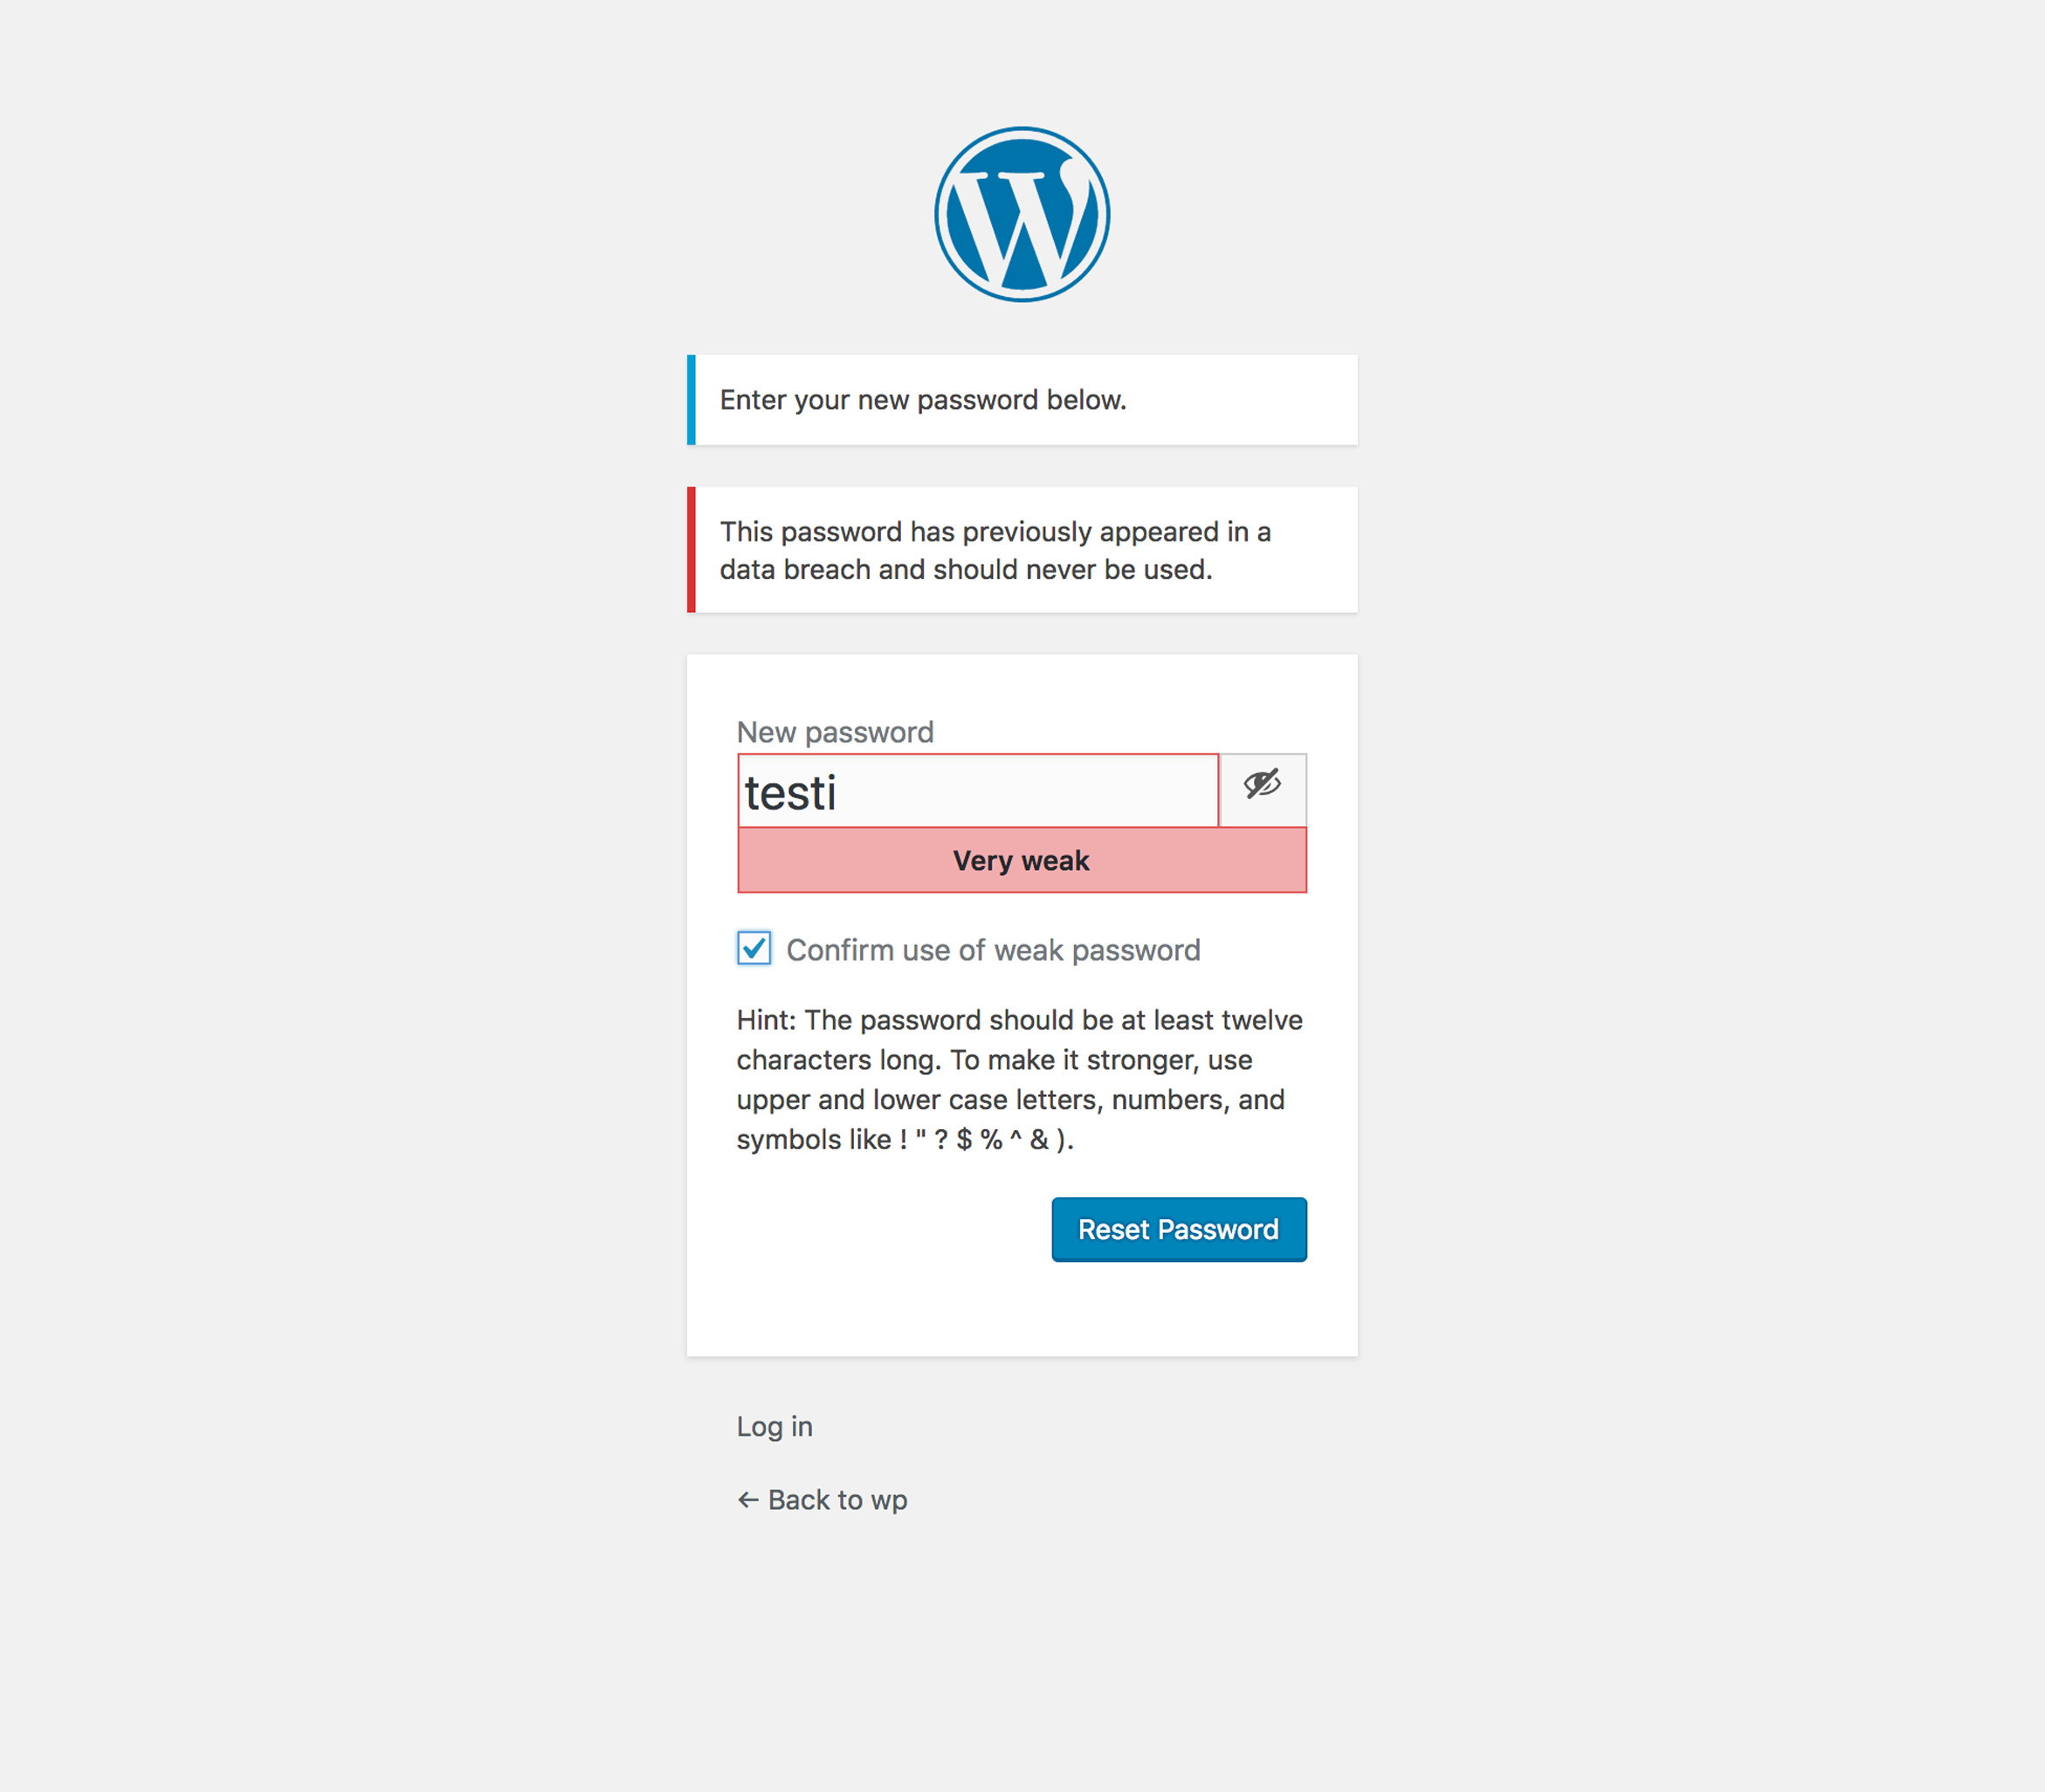 Enter your new password below.
This password has previously appeared in a
data breach and should never be used.
New password
testi
Very weak
Confirm use of weak password
Hint: The password should be at least twelve
characters long. To make it stronger, use
upper and lower case letters, numbers, and
symbols like ! " ? $ % ^ & ).
Reset Password
Log in
← Back to wp